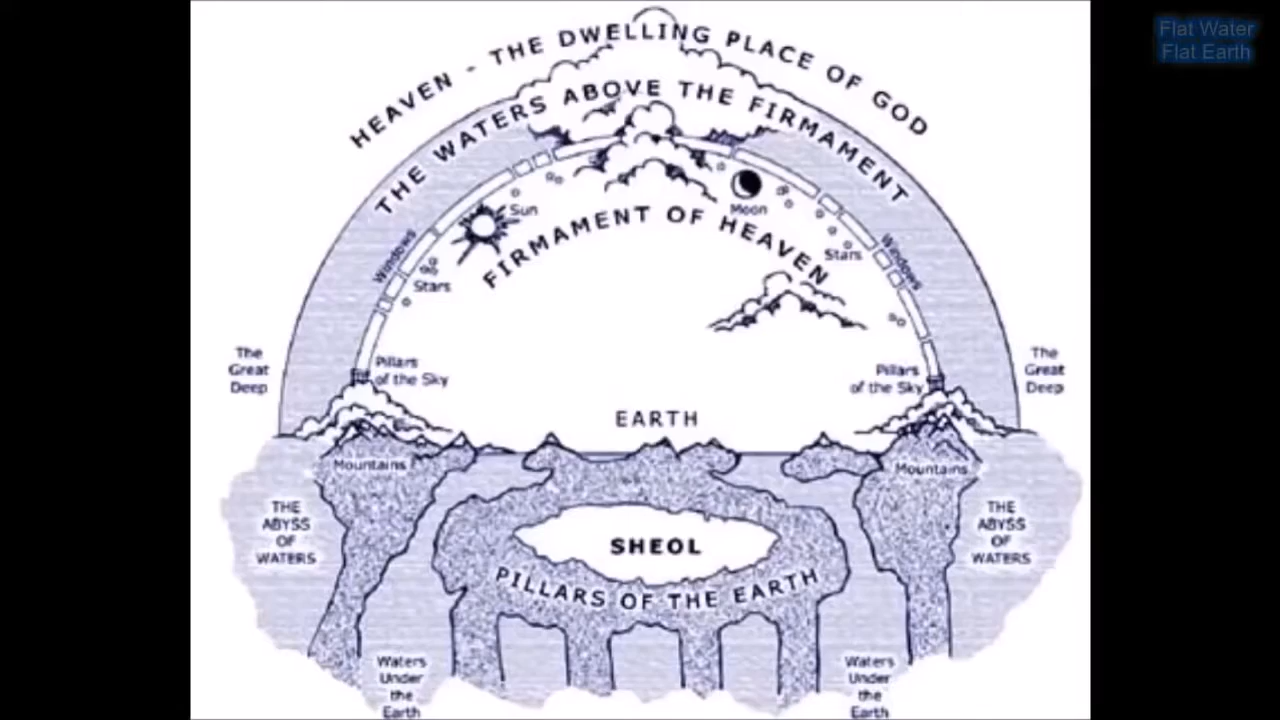 Flat Water
Flat Earth
HEAVEN - THE DWELLING PLACE OF GOD
THE WATERS ABOVE THE FIRMAMENT
Moon
Sun
FIRMAMENT OF HEAVEN
Windows
Windows
Stars
Stars
The
Great
Deep
Pillars
of the Sky
Pillars
of the Sky
The
Great
Deep
EARTH
Mountains
Mountains
THE
ABYSS
OF
WATERS
THE
ABYSS
OF
WATERS
SHEOL
PILLARS OF THE EARTH
Waters
Under
the
Earth
Waters
Under
the
Earth